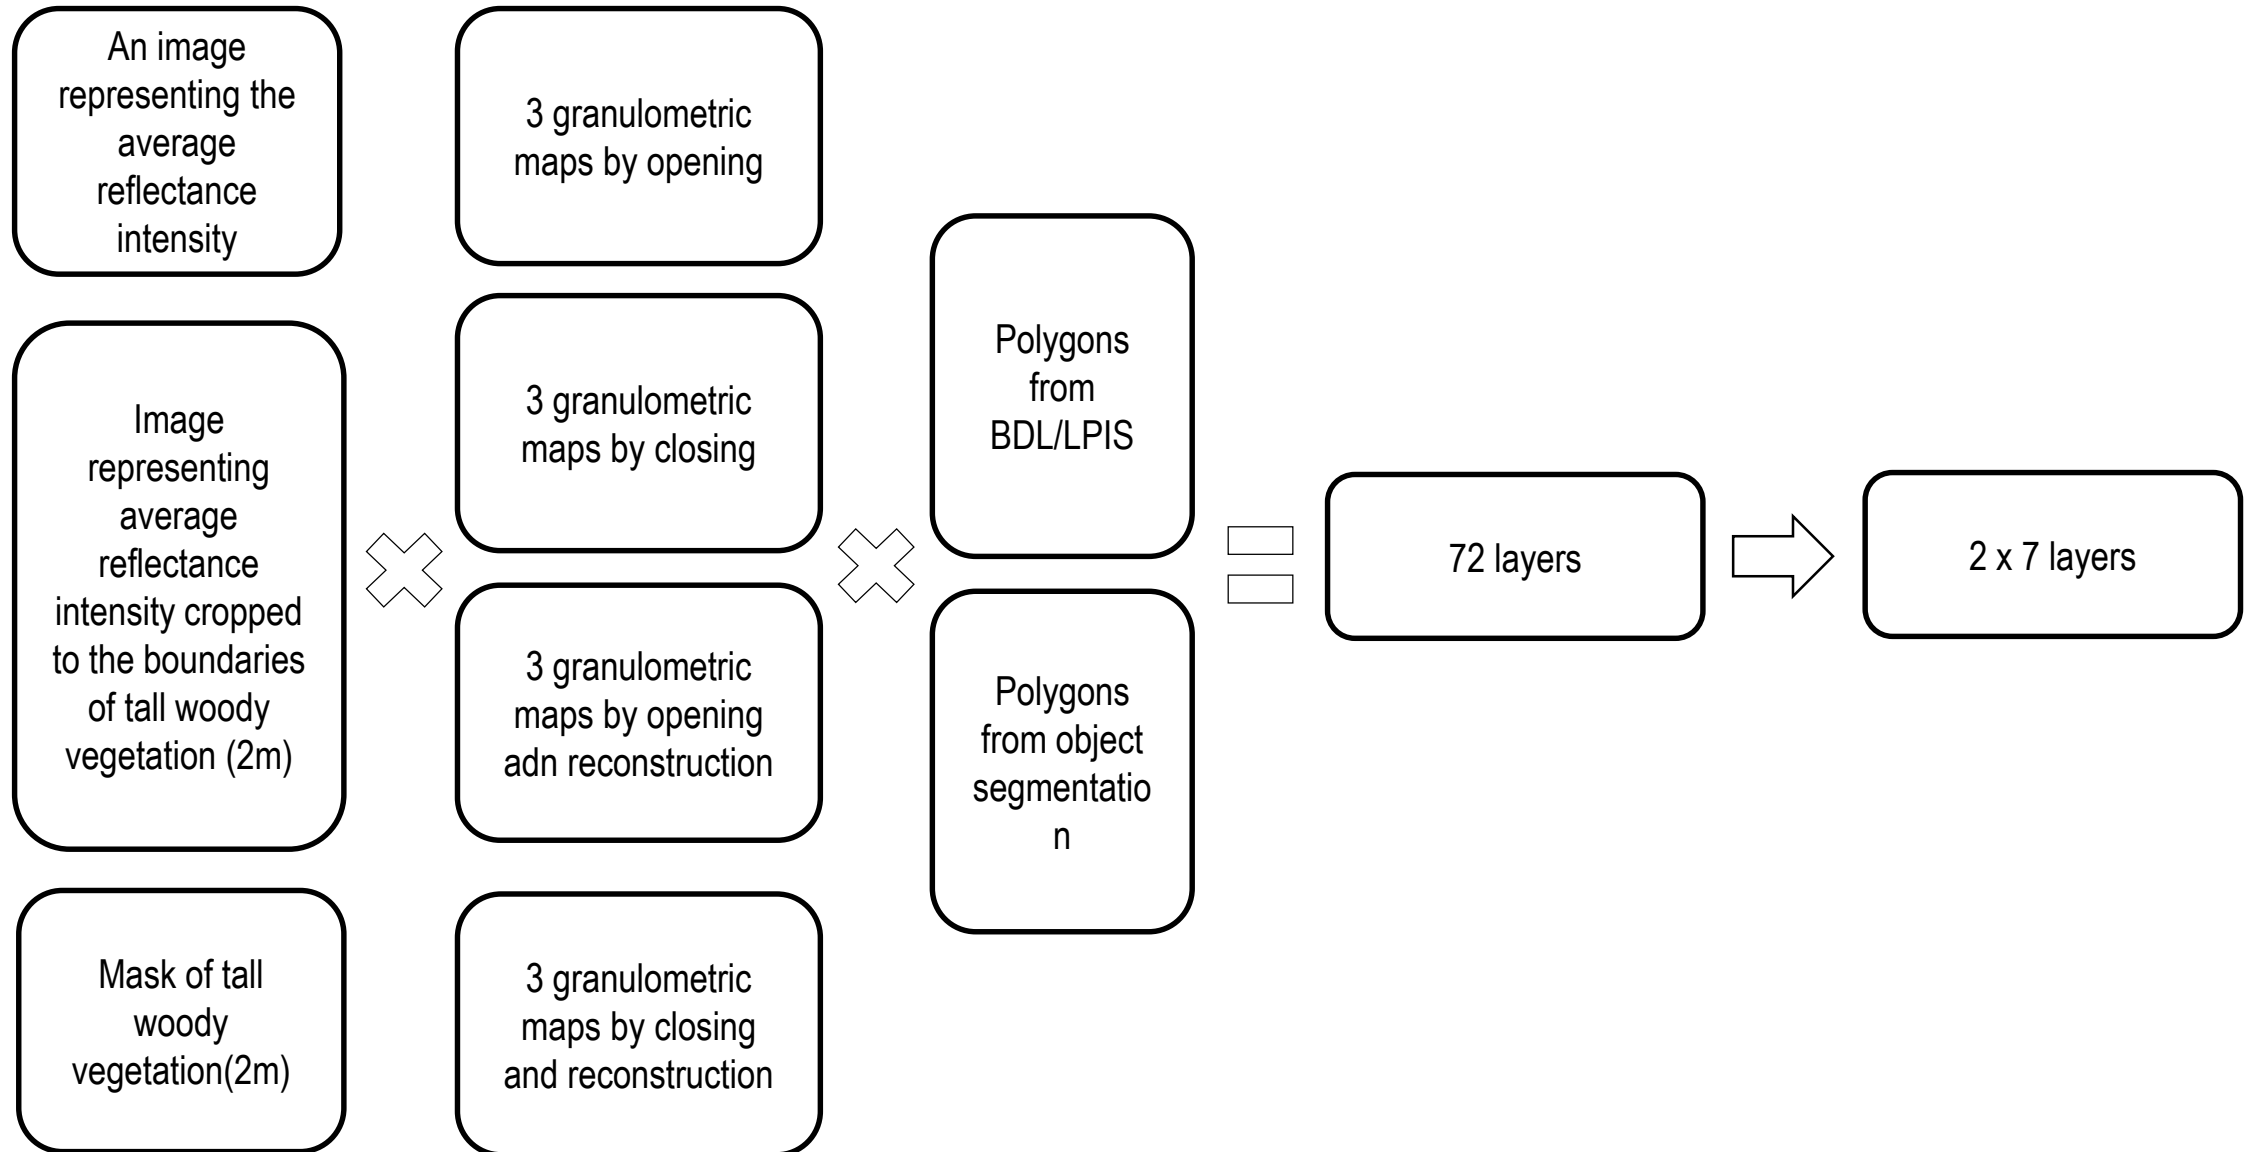 An image
representing the
average
reflectance
intensity
Image
representing
average
reflectance
intensity cropped
to the boundaries
of tall woody
vegetation (2m)
Mask of tall
woody
vegetation(2m)
3 granulometric
maps by opening
3 granulometric
maps by closing
3 granulometric
maps by opening
adn reconstruction
3 granulometric
maps by closing
and reconstruction
Polygons
from
BDL/LPIS
Polygons
from object
segmentatio
n
72 layers
2 x 7 layers